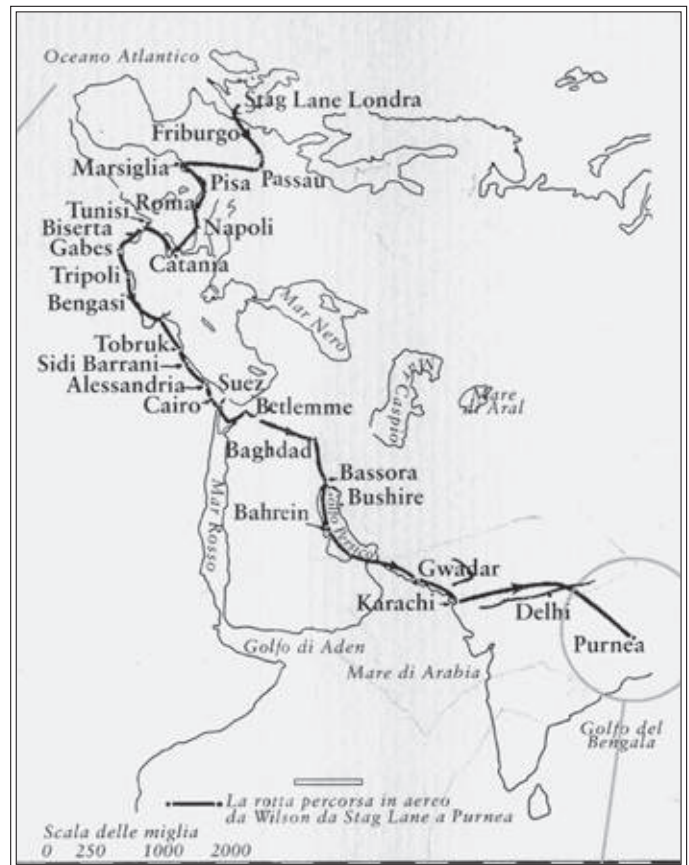 Oceano Atlantico
Stag Lane Londra
Friburgo
Marsiglia
Pisa
Passau
Roma
Tunisi
Biserta
Napoli
Gabes
Catania
Tripoli
Bengasi
Mar Nero
Tobruk
Sidi Barrani
Suez
Alessandria
Cairo
Betlemme
Mar Caspio
Mare
di Aral
Baghdad
Bassora
Bushire
Mar Rosso
Bahrein
Golfo Persico
Gwadar
Karachi
Delhi
Purnea
Golfo di Aden
Mare di Arabia
Golfo del
Bengala
La rotta percorsa in aereo
da Wilson da Stag Lane a Purnea
Scala delle miglia
0 250 1000 2000